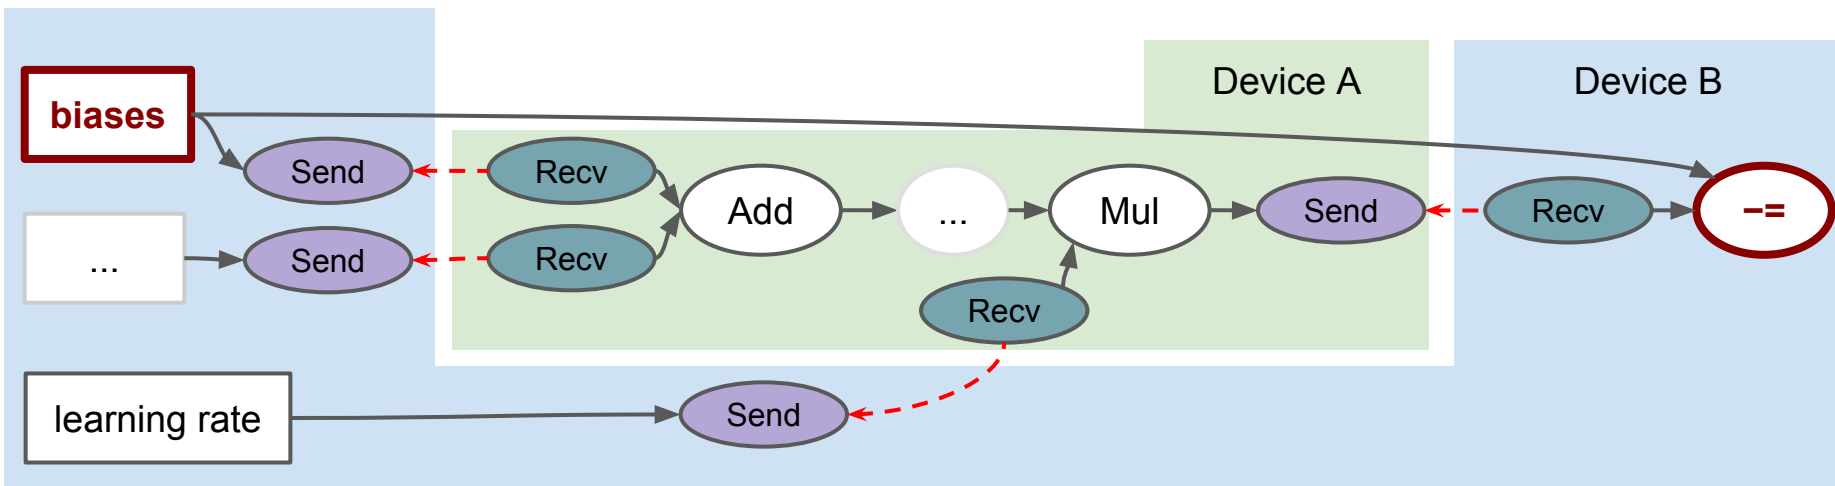 Device A
Device B
biases
Send
Recv
Add
...
Mul
Send
Recv
−=
...
Send
Recv
Recv
learning rate
Send